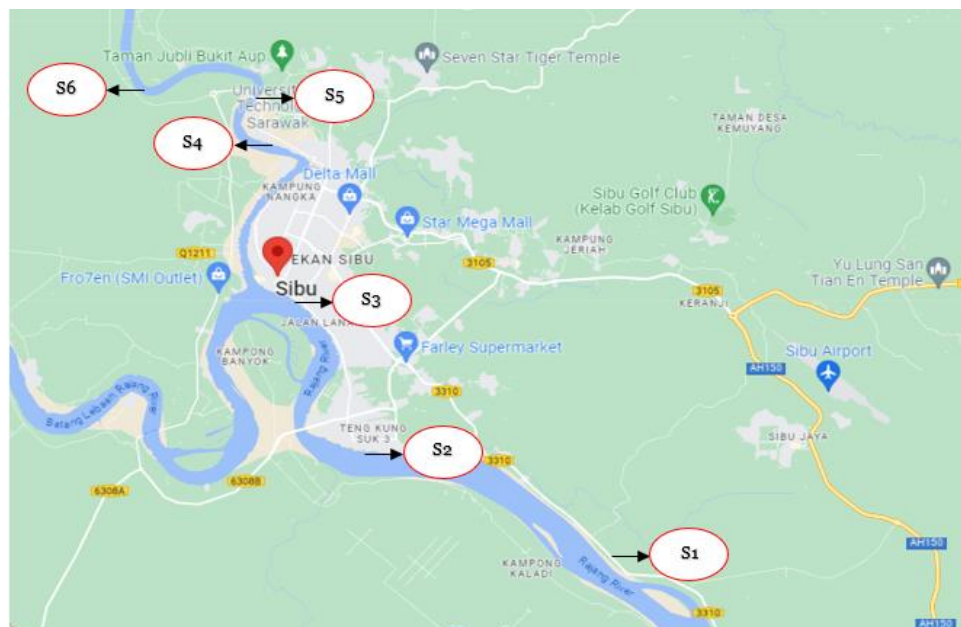 Taman Jubli Bukit Aup
Seven Star Tiger Temple
S6
S5
Technolog
Sarawak
TAMAN DESA
KEMUYANG
S4
Delta Mall
KAMPUNG
NANGKA
Sibu Golf Club
(Kelab Golf Sibu)
Star Mega Mall
KAMPUNG
JERIAH
Q1211
EKAN SIBU
3105
Yu Lung San
Tian En Temple
Fro7en (SMI Outlet)
Sibu
S3
3105
KERANJI
JALAN LANA
Farley Supermarket
KAMPONG
BANYOK
Rajang River
Sibu Airport
AH150
Batang Lebaan Rajang River
3310
TENG KUNG
SUK 3
SIBU JAYA
S2
3310
6308A
6308B
AH150
S1
KAMPONG
KALADI
Rajang River
3310
AH150